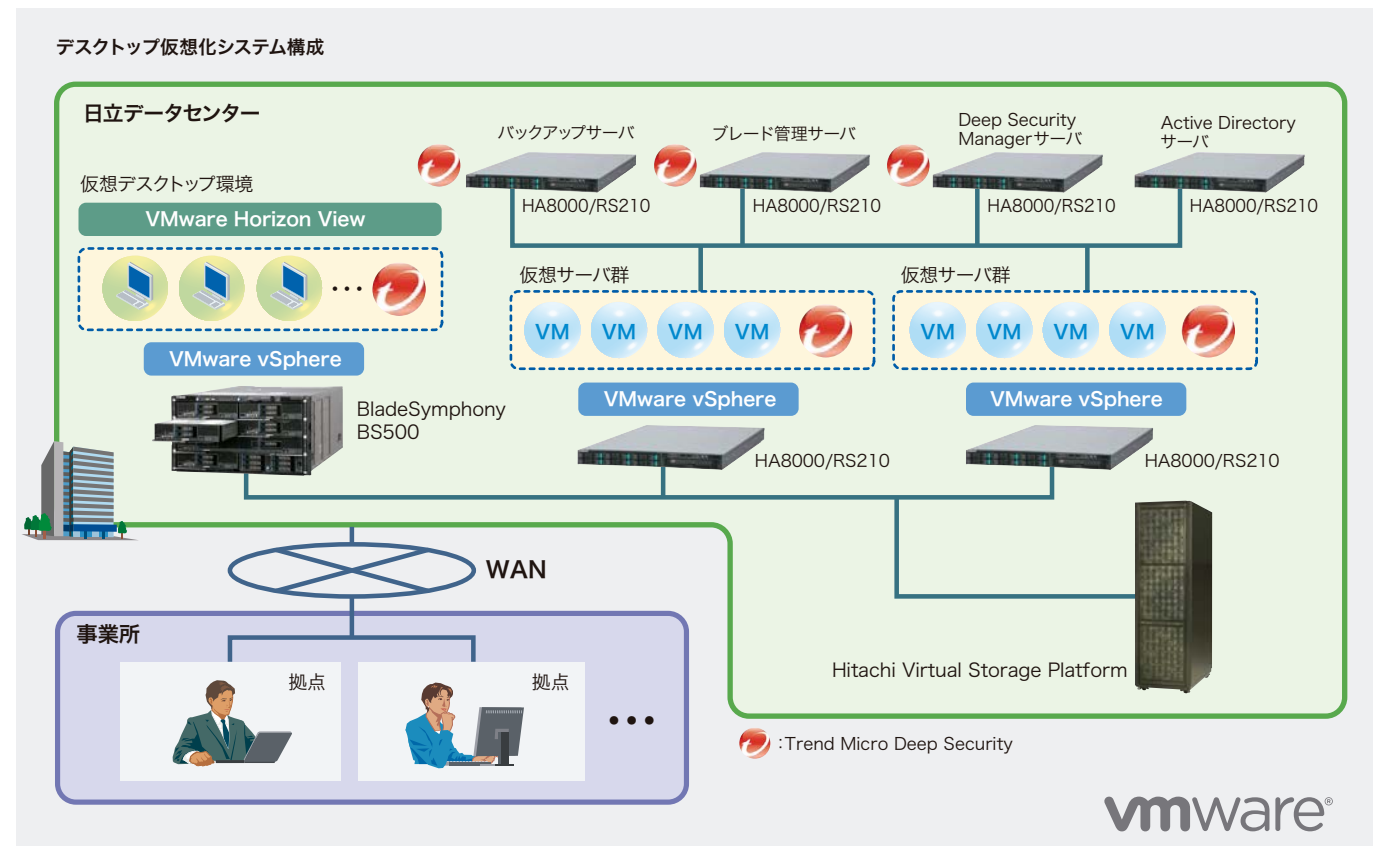 デスクトップ仮想化システム構成
日立データセンター
仮想デスクトップ環境
VMware Horizon View
...
VMware vSphere
BladeSymphony
BS500
バックアップサーバ
HA8000/RS210
ブレード管理サーバ
HA8000/RS210
Deep Security
Managerサーバ
HA8000/RS210
Active Directory
サーバ
HA8000/RS210
仮想サーバ群
VM VM VM VM
VMware vSphere
HA8000/RS210
仮想サーバ群
VM VM VM VM
VMware vSphere
HA8000/RS210
Hitachi Virtual Storage Platform
WAN
事業所
拠点
拠点
...
:Trend Micro Deep Security
vmware®